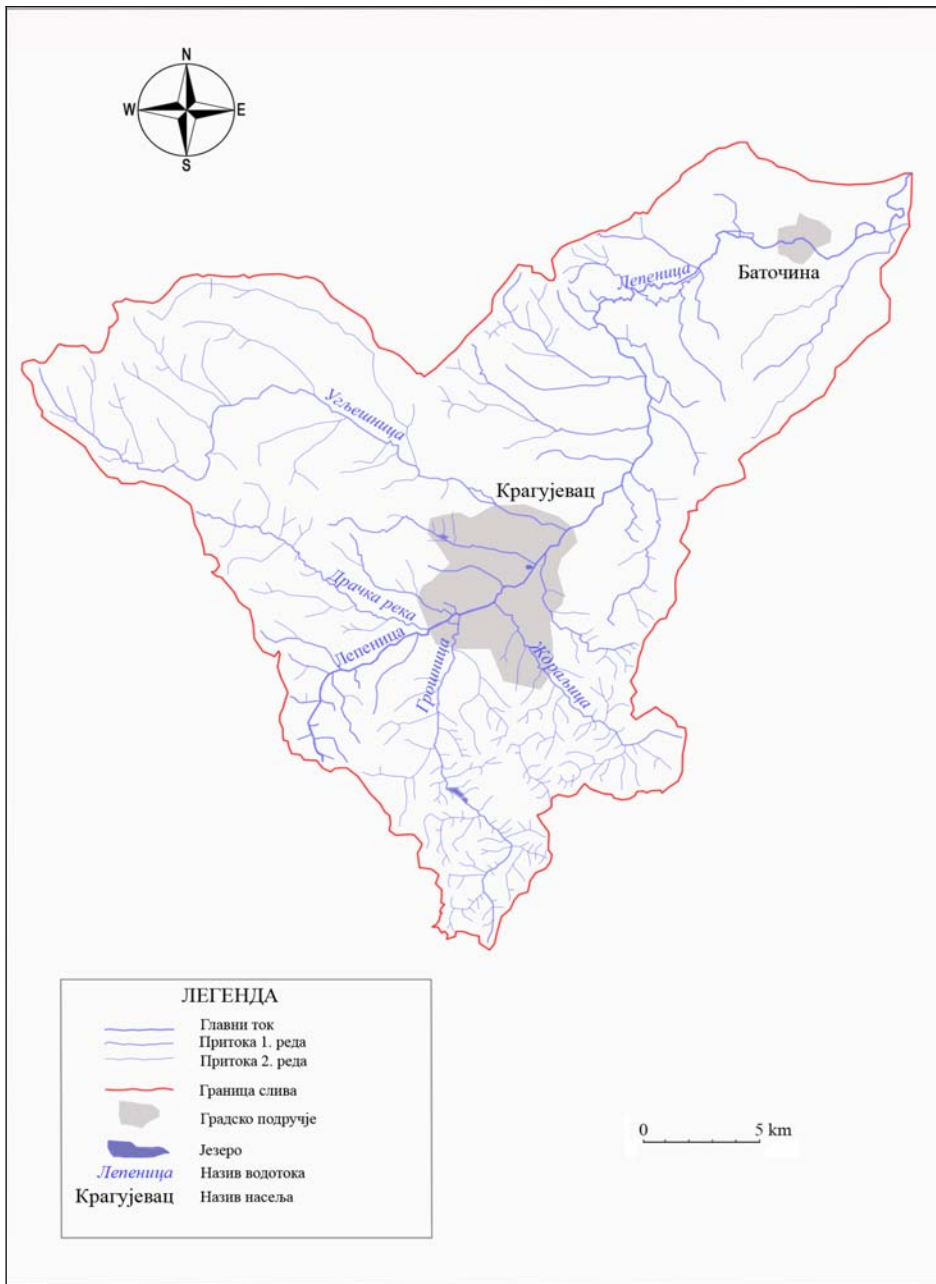 N
W
E
S
Лепеница
Баточина
Угљешница
Крагујевац
Драчка река
Лепеница
Грошница
Ждраљица
ЛЕГЕНДА
Главни ток
Притока 1. реда
Притока 2. реда
Граница слива
Градско подручје
Језеро
Лепеница Назив водотока
Крагујевац Назив насеља
0 5 km